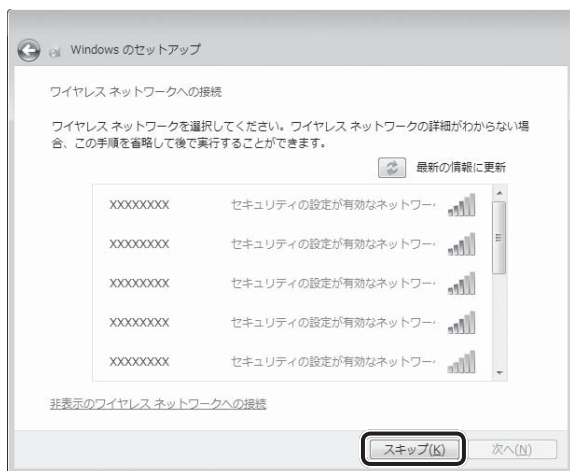 Windows のセットアップ
ワイヤレス ネットワークへの接続
ワイヤレス ネットワークを選択してください。ワイヤレス ネットワークの詳細がわからない場
合、この手順を省略して後で実行することができます。
最新の情報に更新
XXXXXXXX セキュリティの設定が有効なネットワー
XXXXXXXX セキュリティの設定が有効なネットワー
XXXXXXXX セキュリティの設定が有効なネットワー
XXXXXXXX セキュリティの設定が有効なネットワー
XXXXXXXX セキュリティの設定が有効なネットワー
非表示のワイヤレス ネットワークへの接続
スキップ(K) 次へ(N)